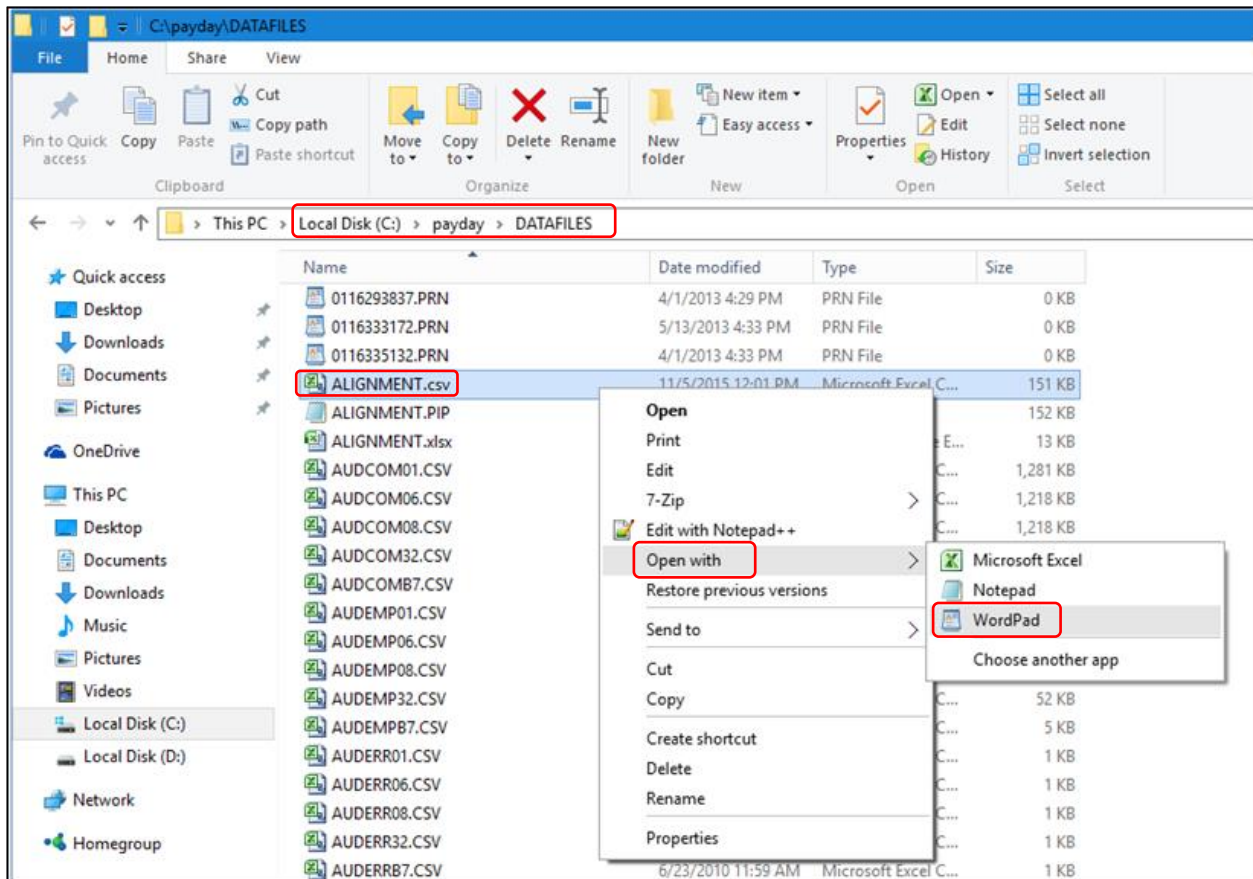 C:\payday\DATAFILES
File Home Share View
Pin to Quick access
Copy
Paste
Cut
Copy path
Paste shortcut
Clipboard
Move to
Copy to
Delete
Rename
Organize
New folder
New item
Easy access
New
Properties
Open
Edit
History
Open
Select all
Select none
Invert selection
Select
This PC > Local Disk (C:) > payday > DATAFILES
Quick access
Desktop
Downloads
Documents
Pictures
OneDrive
This PC
Desktop
Documents
Downloads
Music
Pictures
Videos
Local Disk (C:)
Local Disk (D:)
Network
Homegroup
Name Date modified Type Size
0116293837.PRN 4/1/2013 4:29 PM PRN File 0 KB
0116333172.PRN 5/13/2013 4:33 PM PRN File 0 KB
0116335132.PRN 4/1/2013 4:33 PM PRN File 0 KB
ALIGNMENT.csv 11/5/2015 12:01 PM Microsoft Excel C... 151 KB
ALIGNMENT.PIP 152 KB
ALIGNMENT.xlsx E... 13 KB
AUDCOM01.CSV C... 1,281 KB
AUDCOM06.CSV C... 1,218 KB
AUDCOM08.CSV C... 1,218 KB
AUDCOM32.CSV
AUDCOMB7.CSV
AUDEMP01.CSV
AUDEMP06.CSV
AUDEMP08.CSV
AUDEMP32.CSV C... 52 KB
AUDEMPB7.CSV C... 5 KB
AUDERR01.CSV C... 1 KB
AUDERR06.CSV C... 1 KB
AUDERR08.CSV C... 1 KB
AUDERR32.CSV C... 1 KB
AUDERRB7.CSV 6/23/2010 11:59 AM Microsoft Excel C... 1 KB
Open
Print
Edit
7-Zip
Edit with Notepad++
Open with
Restore previous versions
Send to
Cut
Copy
Create shortcut
Delete
Rename
Properties
Microsoft Excel
Notepad
WordPad
Choose another app